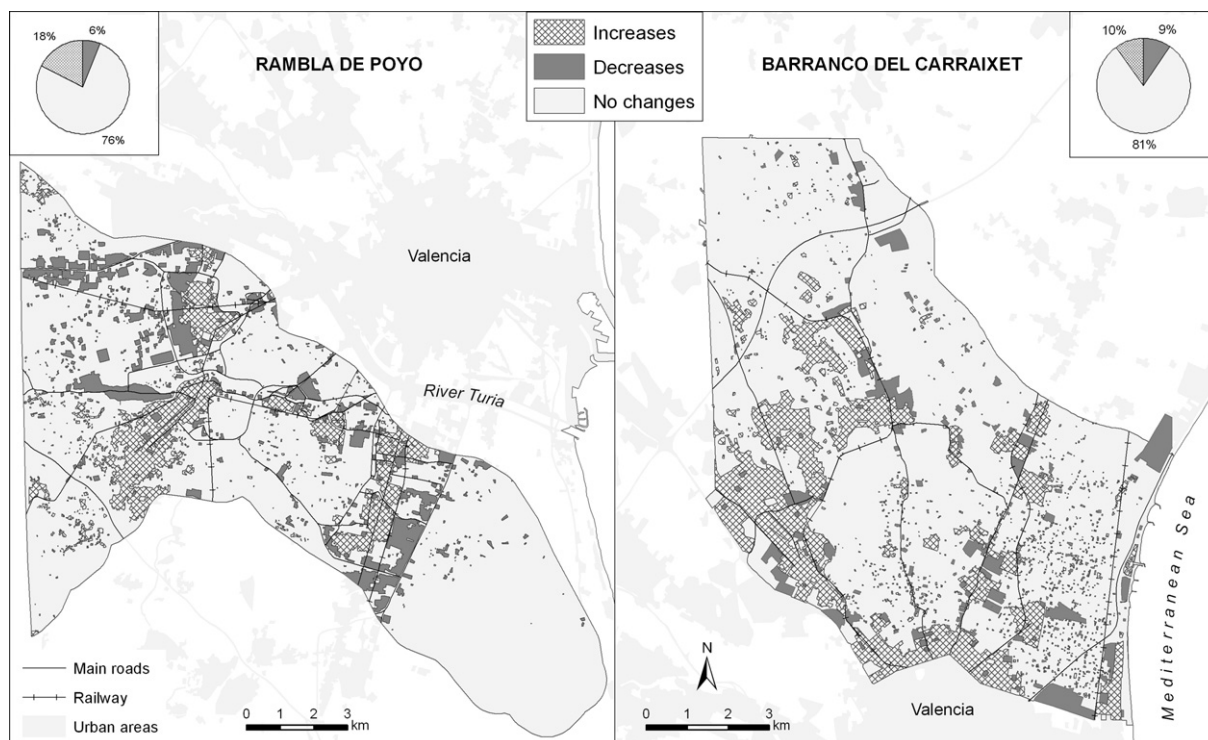 18%
6%
76%
RAMBLA DE POYO
Increases
Decreases
No changes
BARRANCO DEL CARRAIXET
10%
9%
81%
Valencia
River Turia
Main roads
Railway
Urban areas
0 1 2 3
km
N
0 1 2 3
km
Valencia
Mediterranean Sea